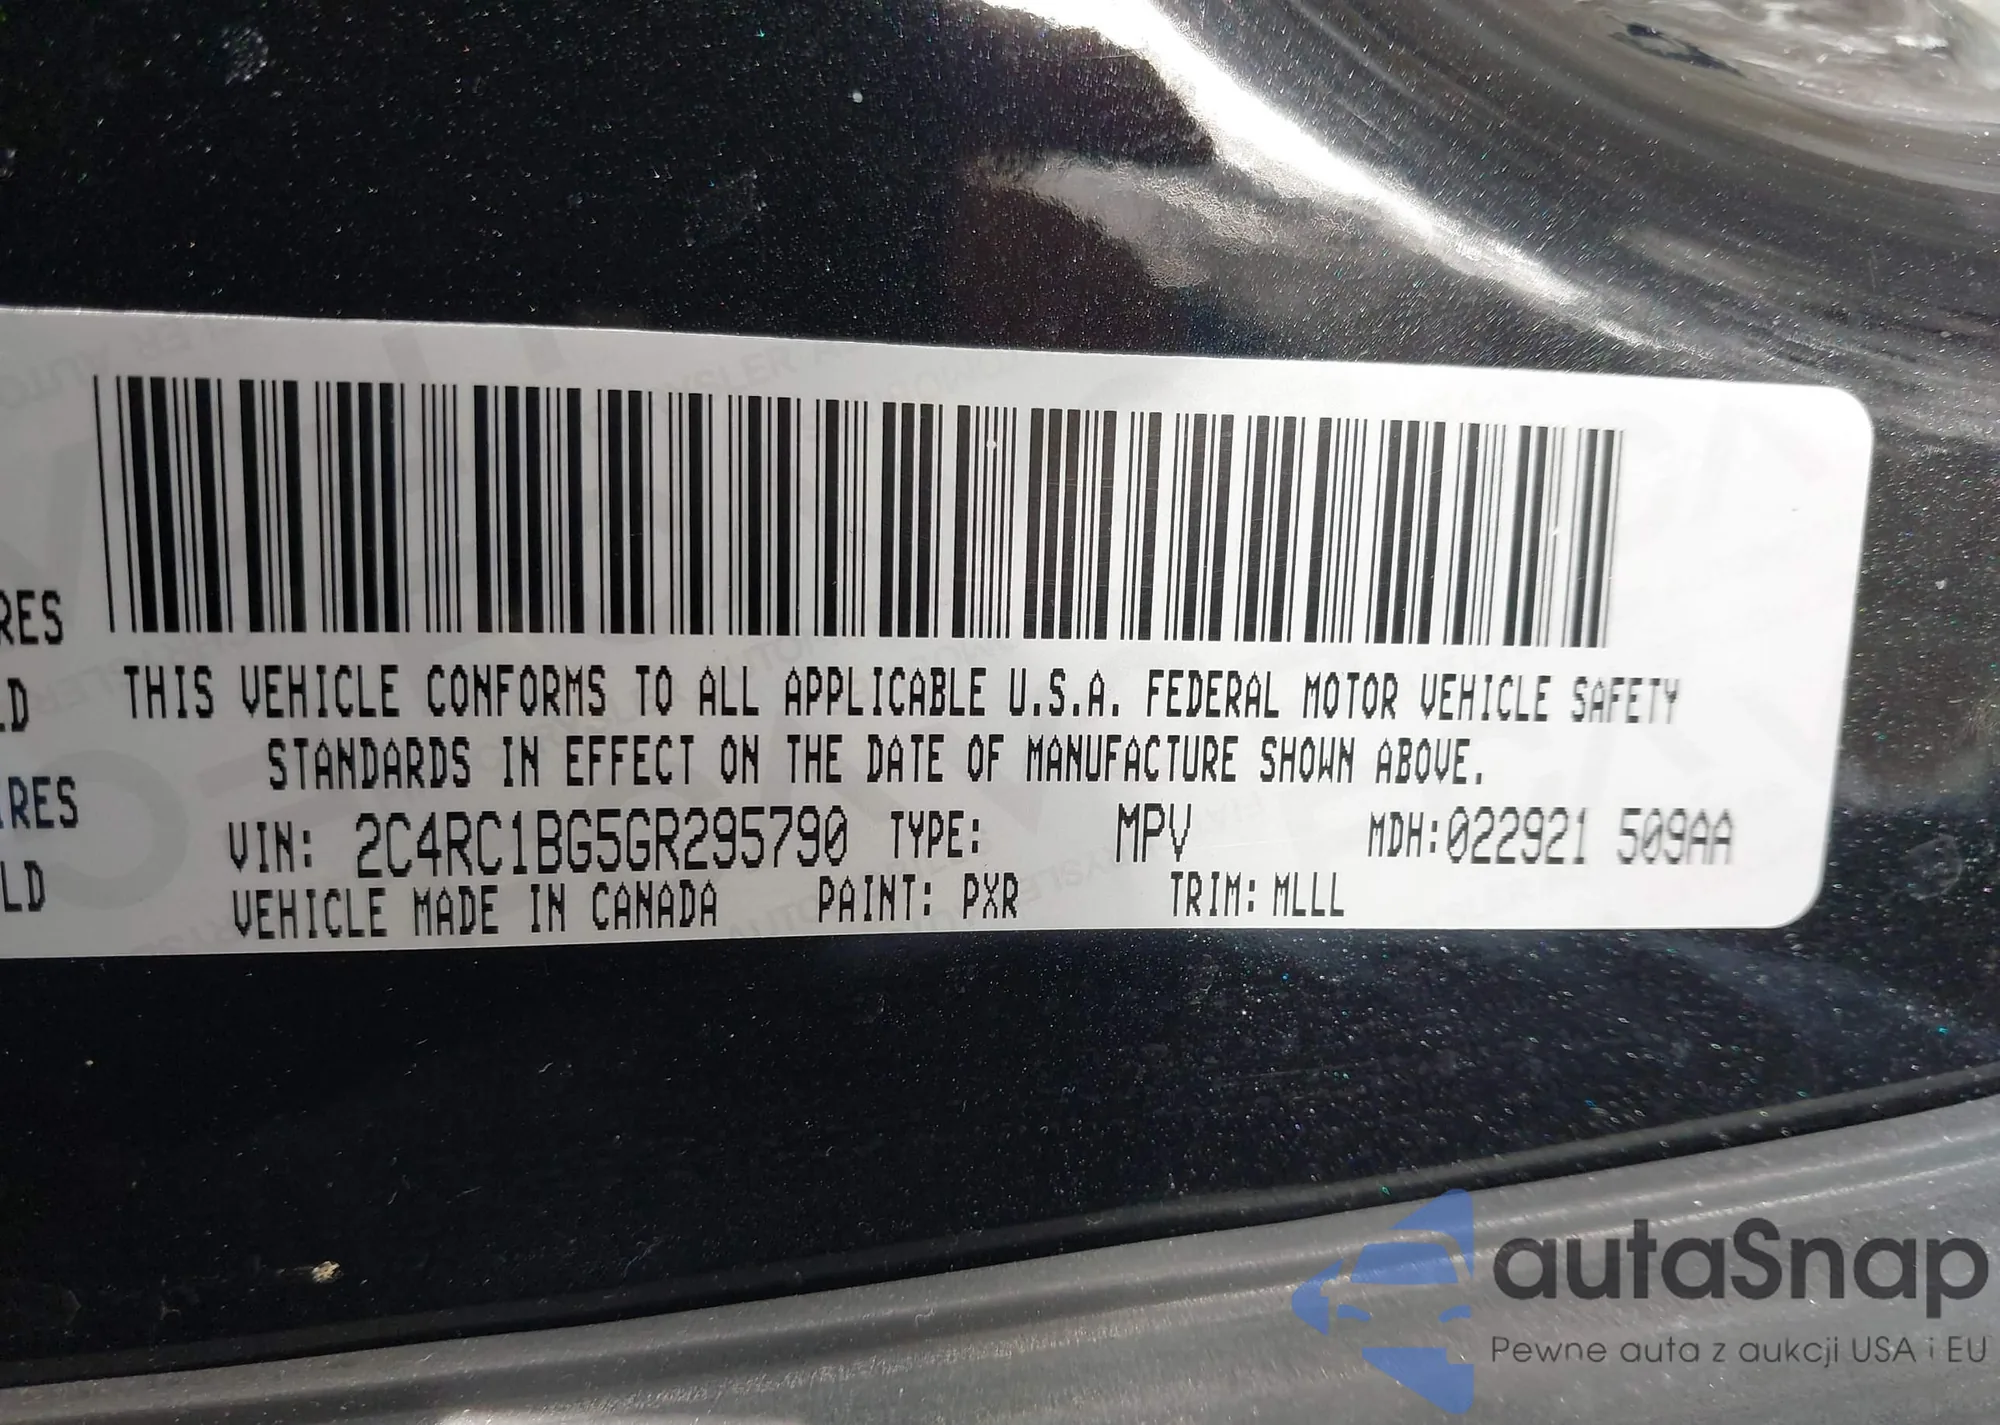 RES
LD
IRES
LD
THIS VEHICLE CONFORMS TO ALL APPLICABLE U.S.A. FEDERAL MOTOR VEHICLE SAFETY
STANDARDS IN EFFECT ON THE DATE OF MANUFACTURE SHOWN ABOVE.
VIN: 2C4RC1BG5GR295790 TYPE: MPV MDH:022921 509AA
VEHICLE MADE IN CANADA PAINT: PXR TRIM: MLLL
autaSnap
Pewne auta z aukcji USA i EU